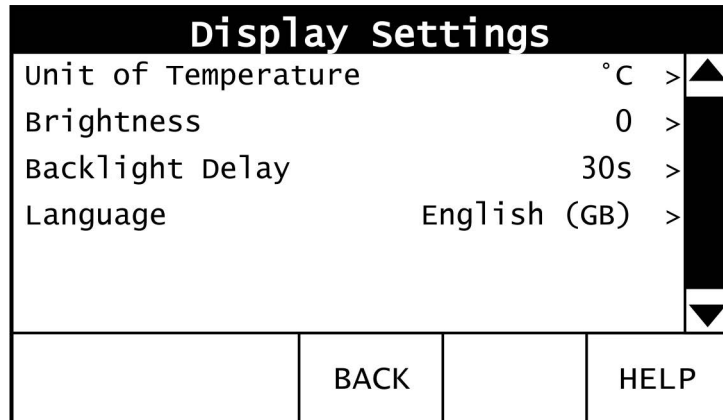 Display Settings
Unit of Temperature °C >
Brightness 0 >
Backlight Delay 30s >
Language English (GB) >
BACK HELP